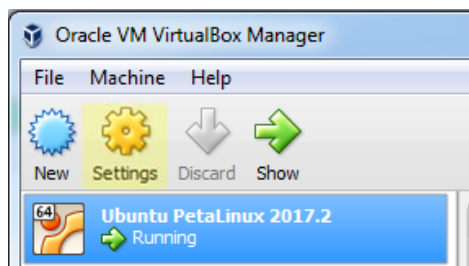 Oracle VM VirtualBox Manager
File Machine Help
New Settings Discard Show
64
Ubuntu PetaLinux 2017.2
Running